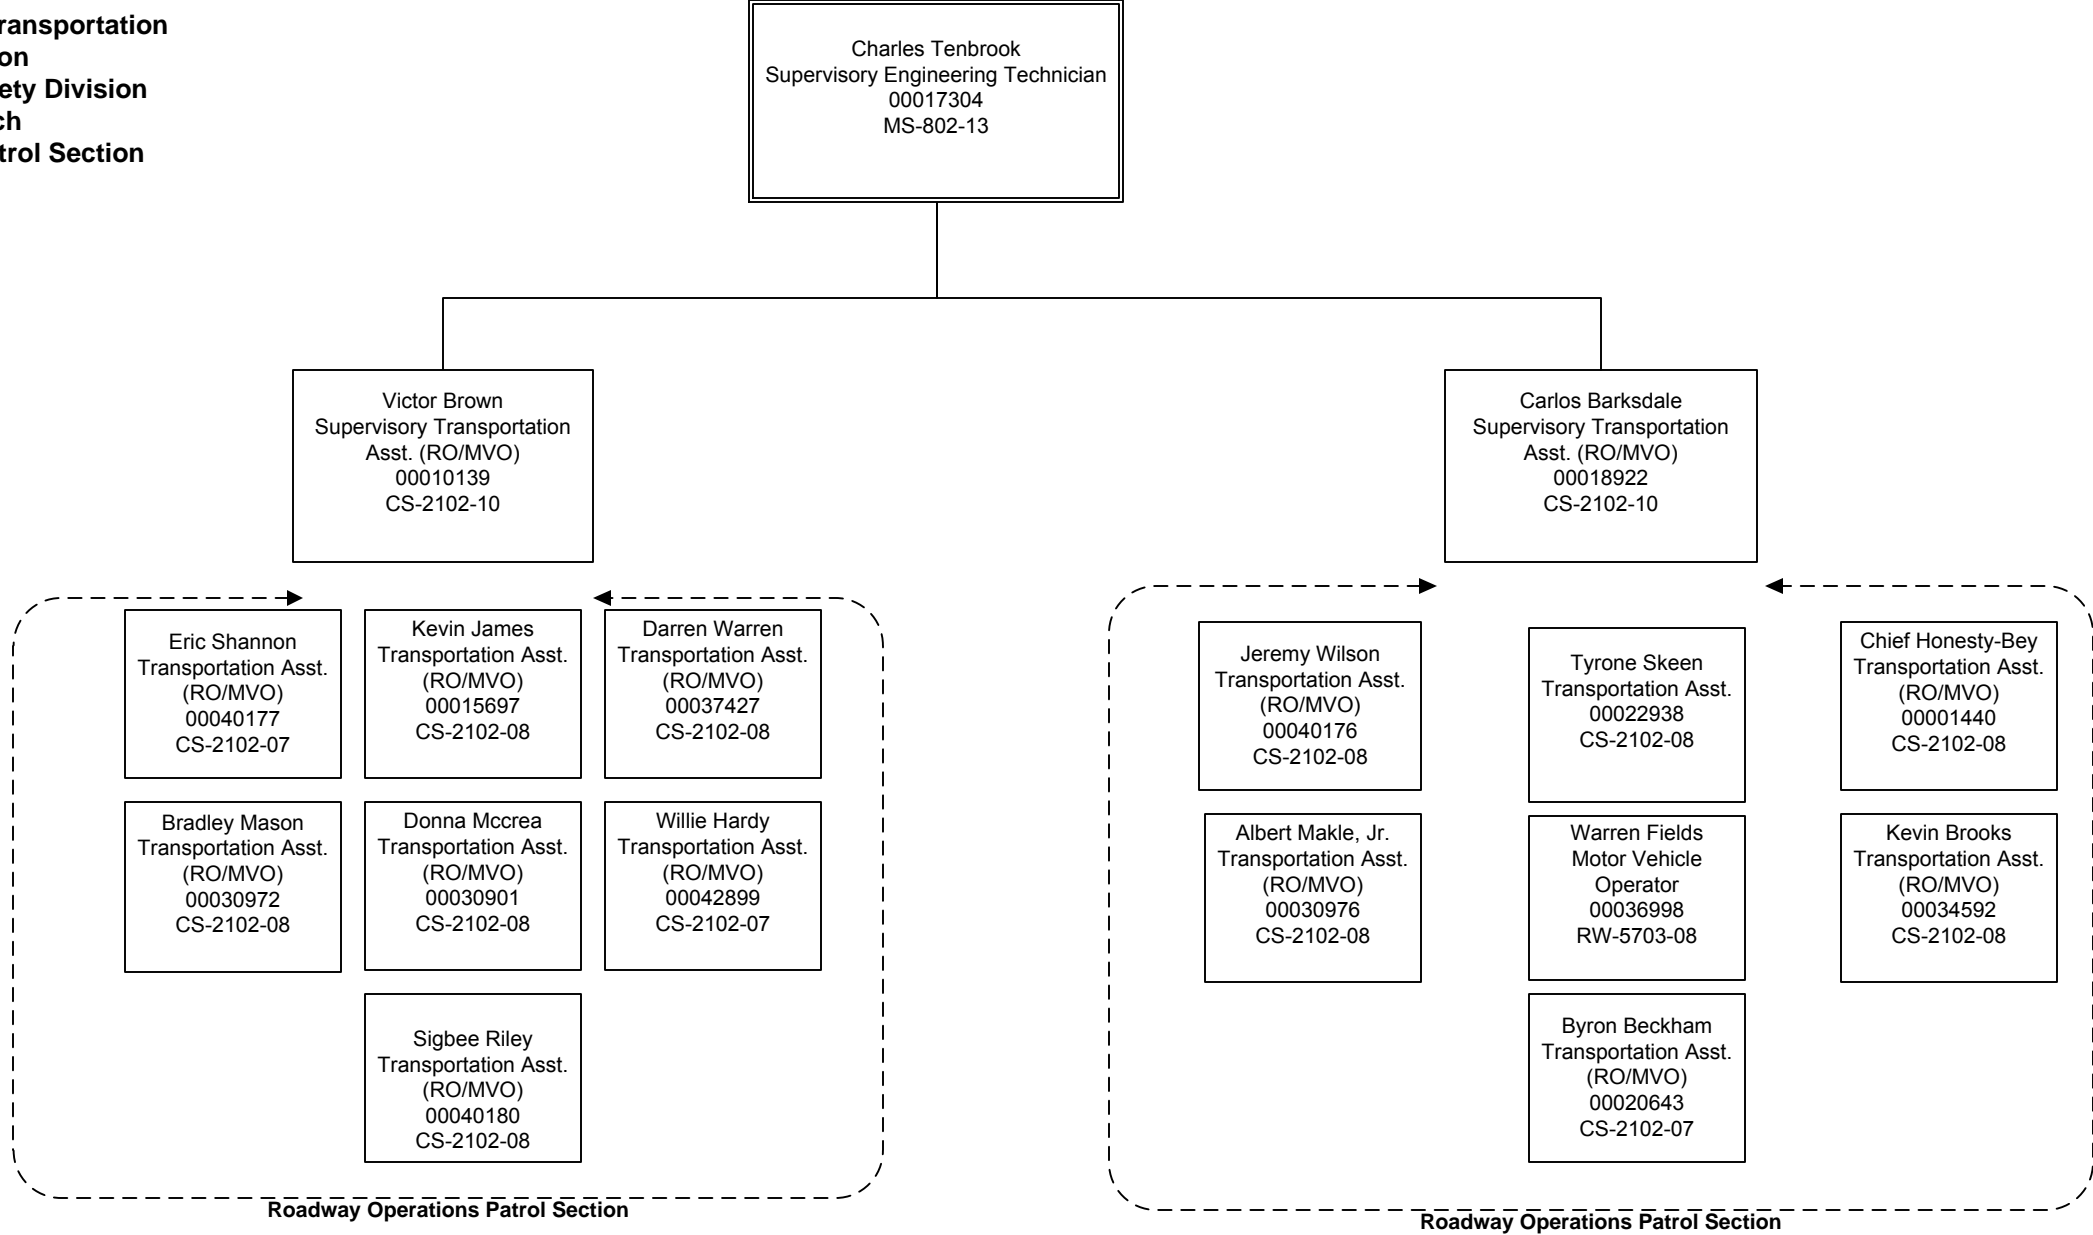 ransportation
on
ety Division
ch
trol Section
Charles Tenbrook
Supervisory Engineering Technician
00017304
MS-802-13
Victor Brown
Supervisory Transportation
Asst. (RO/MVO)
00010139
CS-2102-10
Carlos Barksdale
Supervisory Transportation
Asst. (RO/MVO)
00018922
CS-2102-10
Eric Shannon
Transportation Asst.
(RO/MVO)
00040177
CS-2102-07
Kevin James
Transportation Asst.
(RO/MVO)
00015697
CS-2102-08
Darren Warren
Transportation Asst.
(RO/MVO)
00037427
CS-2102-08
Bradley Mason
Transportation Asst.
(RO/MVO)
00030972
CS-2102-08
Donna Mccrea
Transportation Asst.
(RO/MVO)
00030901
CS-2102-08
Willie Hardy
Transportation Asst.
(RO/MVO)
00042899
CS-2102-07
Sigbee Riley
Transportation Asst.
(RO/MVO)
00040180
CS-2102-08
Roadway Operations Patrol Section
Jeremy Wilson
Transportation Asst.
(RO/MVO)
00040176
CS-2102-08
Tyrone Skeen
Transportation Asst.
00022938
CS-2102-08
Chief Honesty-Bey
Transportation Asst.
(RO/MVO)
00001440
CS-2102-08
Albert Makle, Jr.
Transportation Asst.
(RO/MVO)
00030976
CS-2102-08
Warren Fields
Motor Vehicle
Operator
00036998
RW-5703-08
Kevin Brooks
Transportation Asst.
(RO/MVO)
00034592
CS-2102-08
Byron Beckham
Transportation Asst.
(RO/MVO)
00020643
CS-2102-07
Roadway Operations Patrol Section